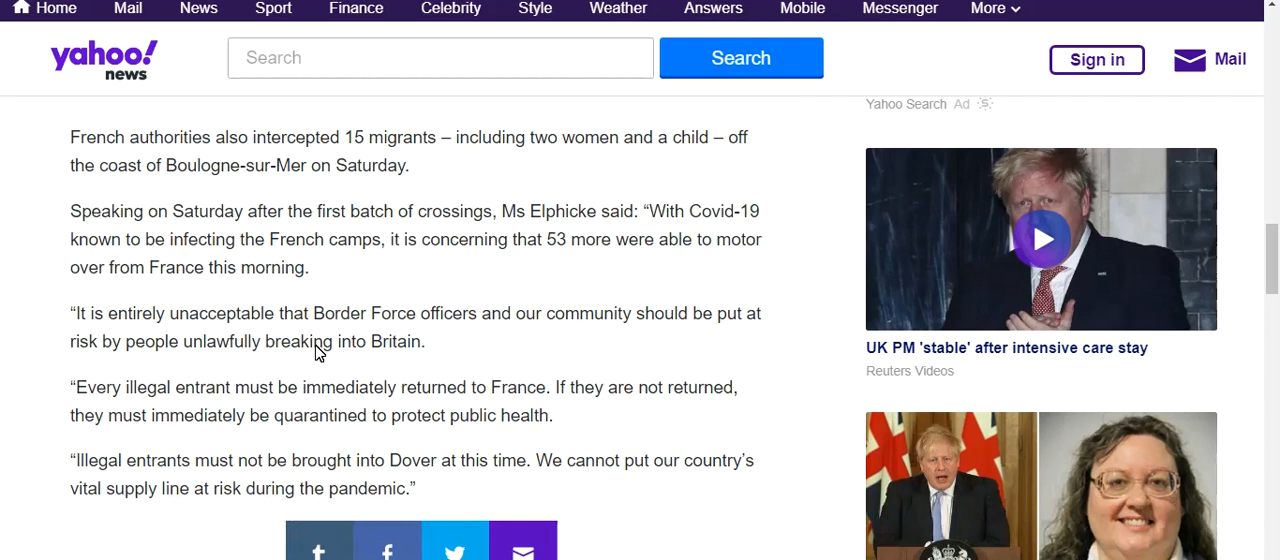 Home Mail News Sport Finance Celebrity Style Weather Answers Mobile Messenger More
yahoo!
news
Search
Search
Sign in
Mail
Yahoo Search Ad
French authorities also intercepted 15 migrants – including two women and a child – off
the coast of Boulogne-sur-Mer on Saturday.
Speaking on Saturday after the first batch of crossings, Ms Elphicke said: “With Covid-19
known to be infecting the French camps, it is concerning that 53 more were able to motor
over from France this morning.
“It is entirely unacceptable that Border Force officers and our community should be put at
risk by people unlawfully breaking into Britain.
“Every illegal entrant must be immediately returned to France. If they are not returned,
they must immediately be quarantined to protect public health.
“Illegal entrants must not be brought into Dover at this time. We cannot put our country’s
vital supply line at risk during the pandemic.”
UK PM 'stable' after intensive care stay
Reuters Videos